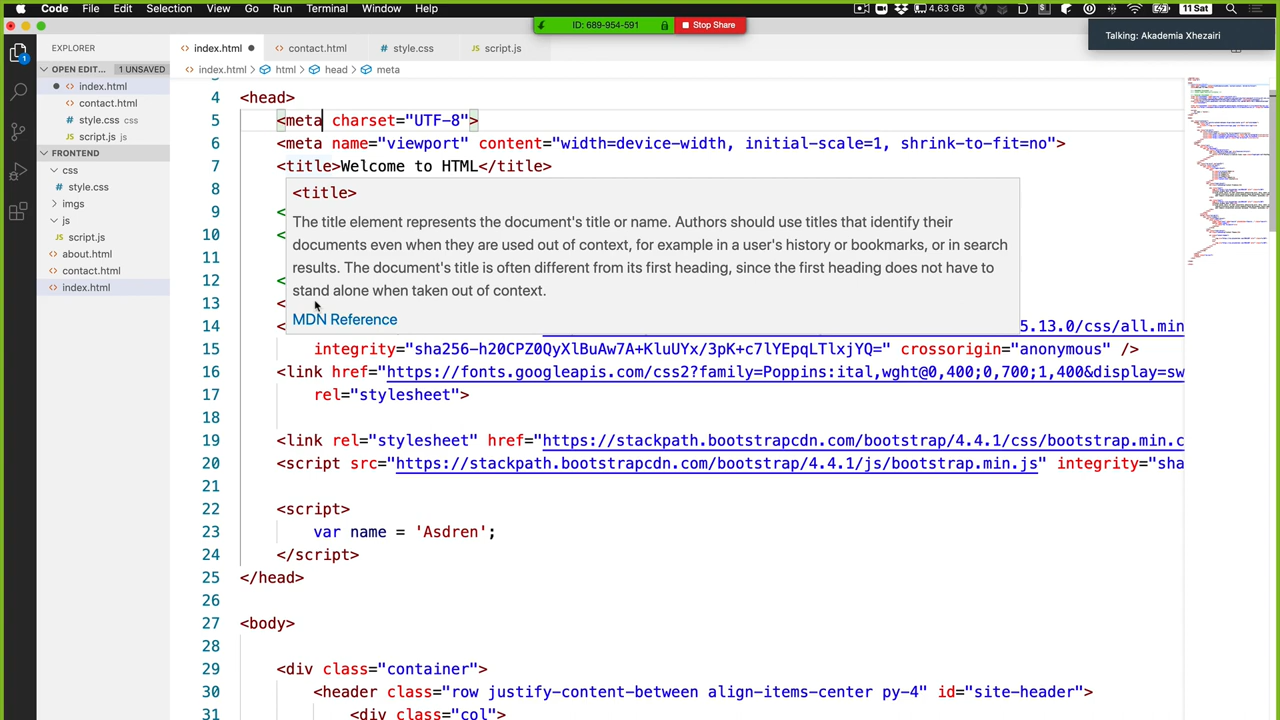 Code File Edit Selection View Go Run Terminal Window Help 4.63 GB 11 Sat
ID: 689-954-591 Stop Share
Talking: Akademia Xhezairi
EXPLORER
OPEN EDIT... 1 UNSAVED
index.html
contact.html
style.css css
script.js js
FRONTEND
css
style.css
imgs
js
script.js
about.html
contact.html
index.html
1
index.html contact.html style.css script.js
index.html > html > head > meta
4 <head>
5 <meta charset="UTF-8">
6 <meta name="viewport" content="width=device-width, initial-scale=1, shrink-to-fit=no">
7 <title>Welcome to HTML</title>
8
<title>
9 <
The title element represents the document's title or name. Authors should use titles that identify their
10 <
documents even when they are used out of context, for example in a user's history or bookmarks, or in search
11
results. The document's title is often different from its first heading, since the first heading does not have to
12 <
stand alone when taken out of context.
13 <
MDN Reference
14 < 5.13.0/css/all.min
15 integrity="sha256-h20CPZ0QyXlBuAw7A+KluUYx/3pK+c7lYEpqLTlxjYQ=" crossorigin="anonymous" />
16 <link href="https://fonts.googleapis.com/css2?family=Poppins:ital,wght@0,400;0,700;1,400&display=sw
17 rel="stylesheet">
18
19 <link rel="stylesheet" href="https://stackpath.bootstrapcdn.com/bootstrap/4.4.1/css/bootstrap.min.c
20 <script src="https://stackpath.bootstrapcdn.com/bootstrap/4.4.1/js/bootstrap.min.js" integrity="sha
21
22 <script>
23 var name = 'Asdren';
24 </script>
25 </head>
26
27 <body>
28
29 <div class="container">
30 <header class="row justify-content-between align-items-center py-4" id="site-header">
31 <div class="col">